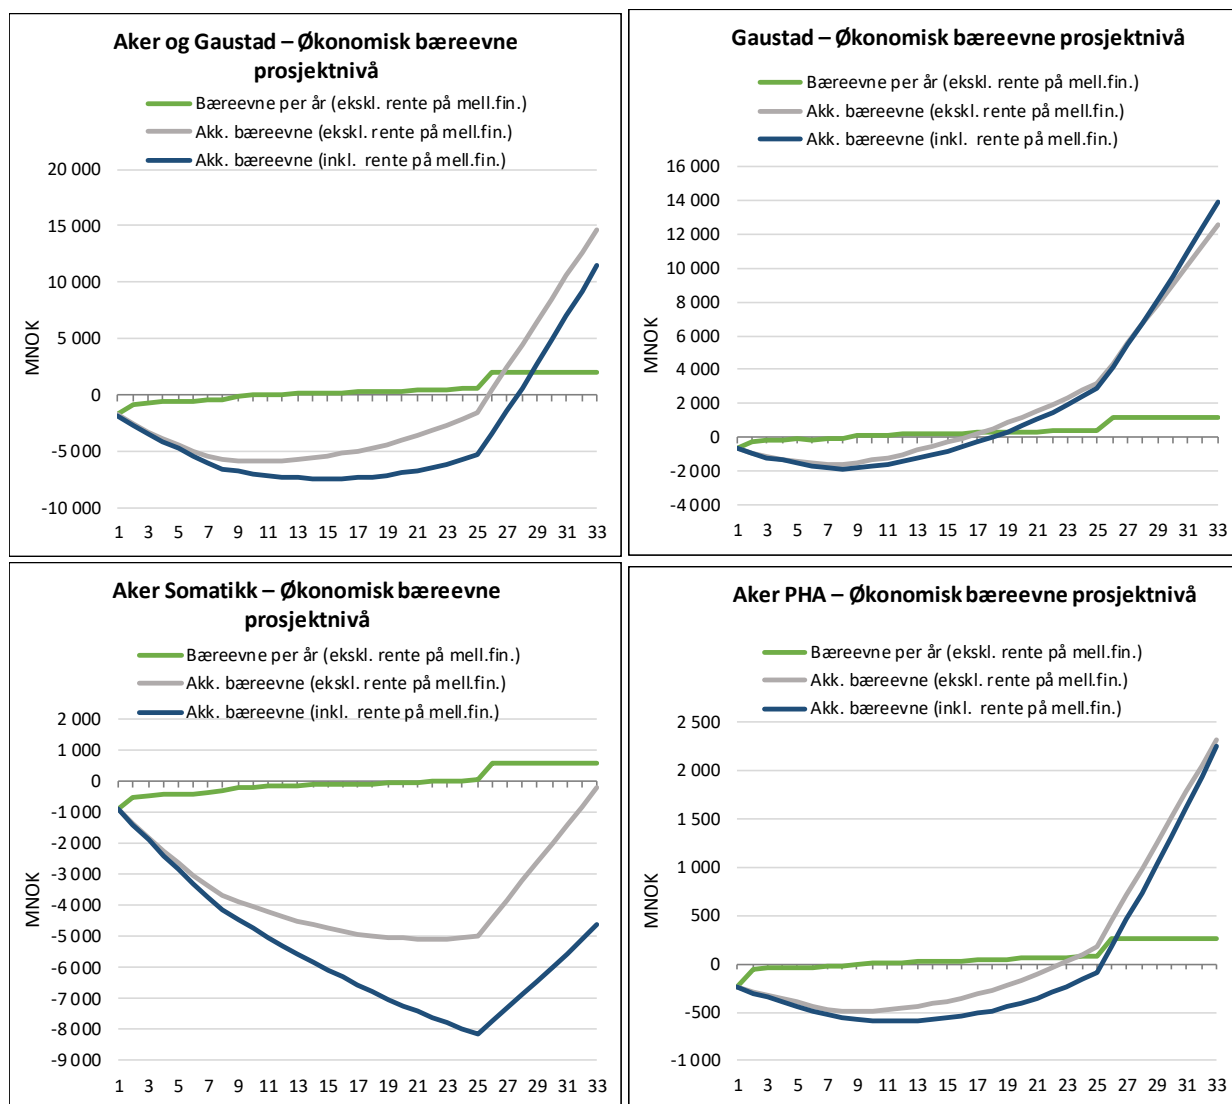 Aker og Gaustad – Økonomisk bæreevne
prosjektnivå
Bæreevne per år (ekskl. rente på mell.fin.)
Akk. bæreevne (ekskl. rente på mell.fin.)
Akk. bæreevne (inkl. rente på mell.fin.)
20 000
15 000
10 000
5 000
0
-5 000
-10 000
MNOK
1 3 5 7 9 11 13 15 17 19 21 23 25 27 29 31 33
Gaustad – Økonomisk bæreevne prosjektnivå
Bæreevne per år (ekskl. rente på mell.fin.)
Akk. bæreevne (ekskl. rente på mell.fin.)
Akk. bæreevne (inkl. rente på mell.fin.)
16 000
14 000
12 000
10 000
8 000
6 000
4 000
2 000
0
-2 000
-4 000
MNOK
1 3 5 7 9 11 13 15 17 19 21 23 25 27 29 31 33
Aker Somatikk – Økonomisk bæreevne
prosjektnivå
Bæreevne per år (ekskl. rente på mell.fin.)
Akk. bæreevne (ekskl. rente på mell.fin.)
Akk. bæreevne (inkl. rente på mell.fin.)
2 000
1 000
0
-1 000
-2 000
-3 000
-4 000
-5 000
-6 000
-7 000
-8 000
-9 000
MNOK
1 3 5 7 9 11 13 15 17 19 21 23 25 27 29 31 33
Aker PHA – Økonomisk bæreevne prosjektnivå
Bæreevne per år (ekskl. rente på mell.fin.)
Akk. bæreevne (ekskl. rente på mell.fin.)
Akk. bæreevne (inkl. rente på mell.fin.)
2 500
2 000
1 500
1 000
500
0
-500
-1 000
MNOK
1 3 5 7 9 11 13 15 17 19 21 23 25 27 29 31 33